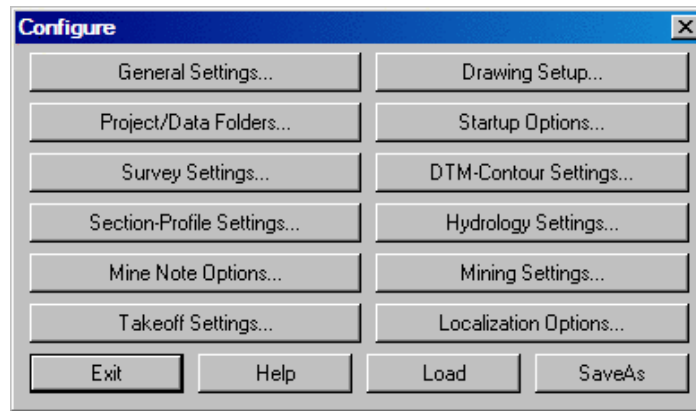 Configure
General Settings... Drawing Setup...
Project/Data Folders... Startup Options...
Survey Settings... DTM-Contour Settings...
Section-Profile Settings... Hydrology Settings...
Mine Note Options... Mining Settings...
Takeoff Settings... Localization Options...
Exit Help Load SaveAs